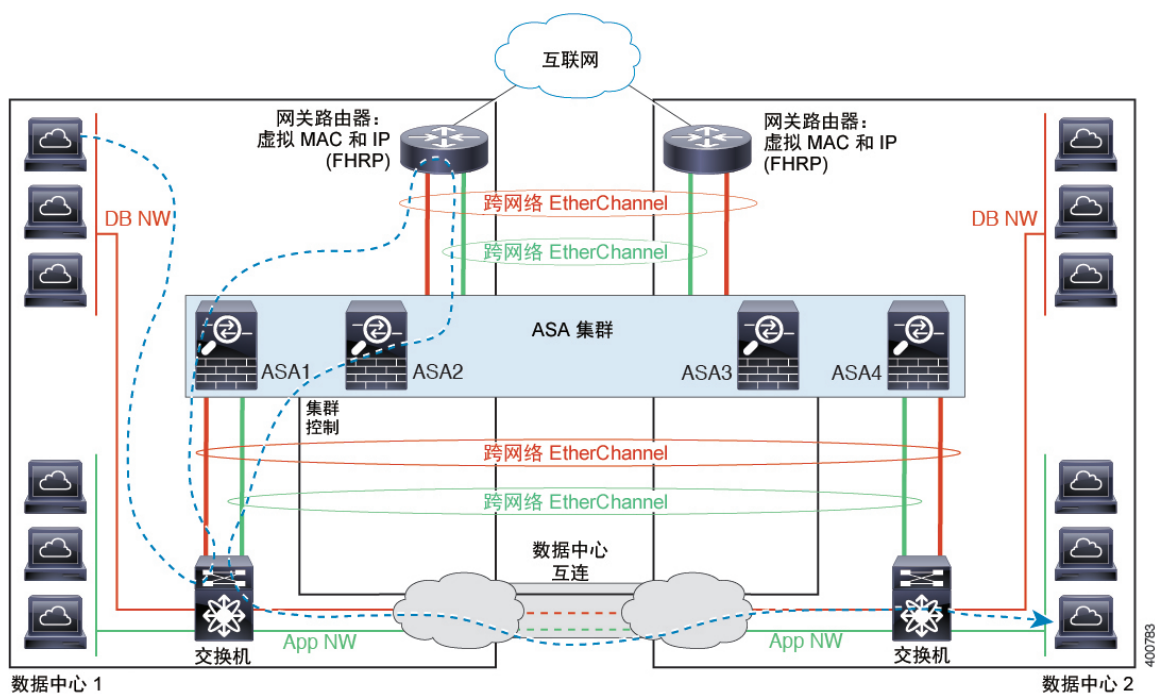 互联网
网关路由器：
虚拟 MAC 和 IP
(FHRP)
网关路由器：
虚拟 MAC 和 IP
(FHRP)
跨网络 EtherChannel
DB NW
DB NW
跨网络 EtherChannel
ASA 集群
ASA1
ASA2
ASA3
ASA4
集群
控制
跨网络 EtherChannel
跨网络 EtherChannel
数据中心
互连
App NW
App NW
交换机
交换机
400783
数据中心 1
数据中心 2